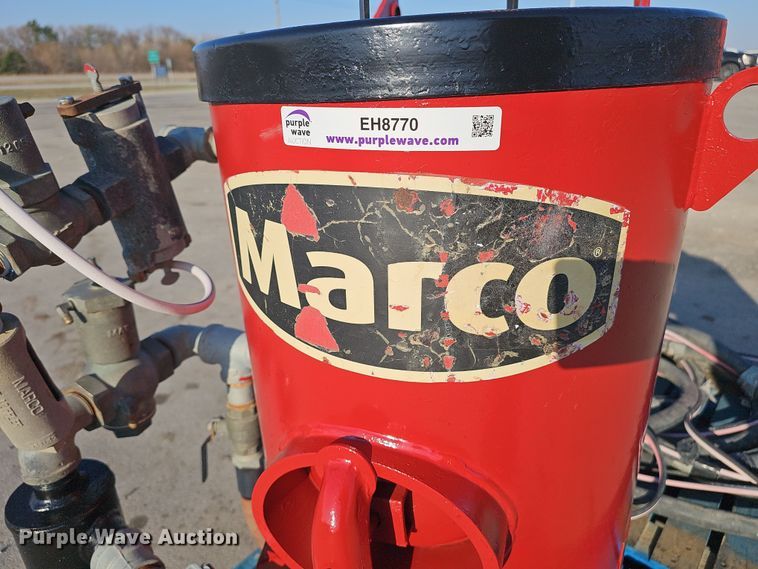 purple
wave
AUCTION
EH8770
www.purplewave.com
Marco®
MARCO
Purple Wave Auction